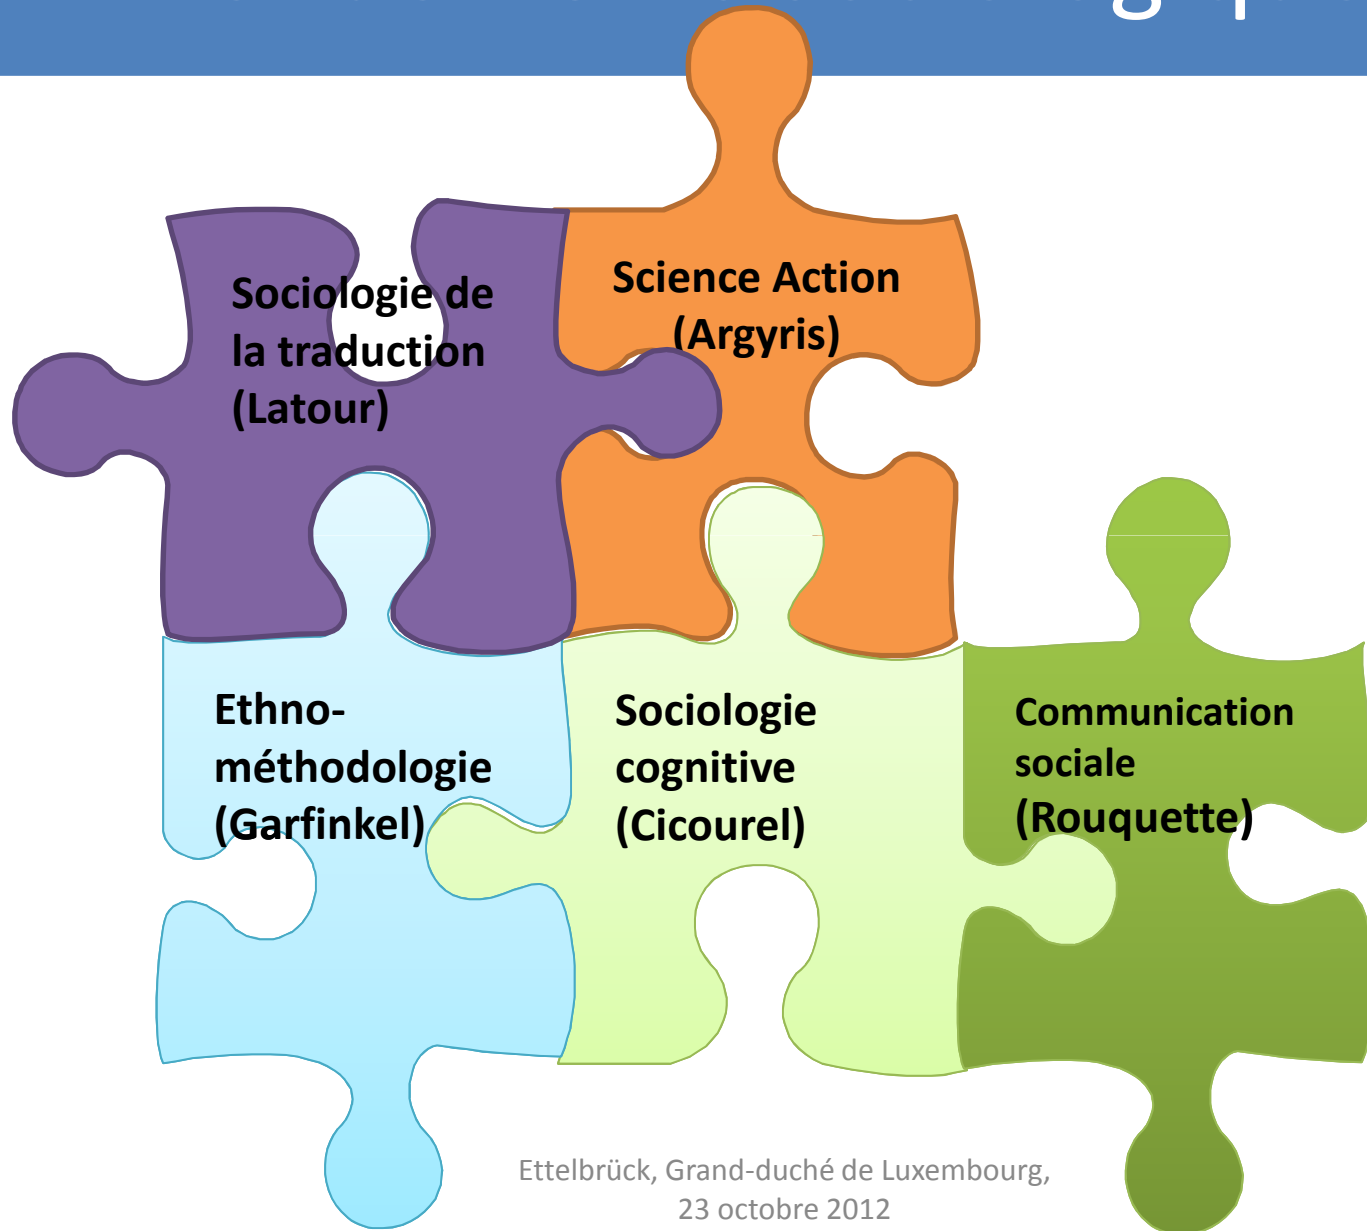 Sociologie de
la traduction
(Latour)
Science Action
(Argyris)
Ethno-
méthodologie
(Garfinkel)
Sociologie
cognitive
(Cicourel)
Communication
sociale
(Rouquette)
Ettelbrück, Grand-duché de Luxembourg,
23 octobre 2012